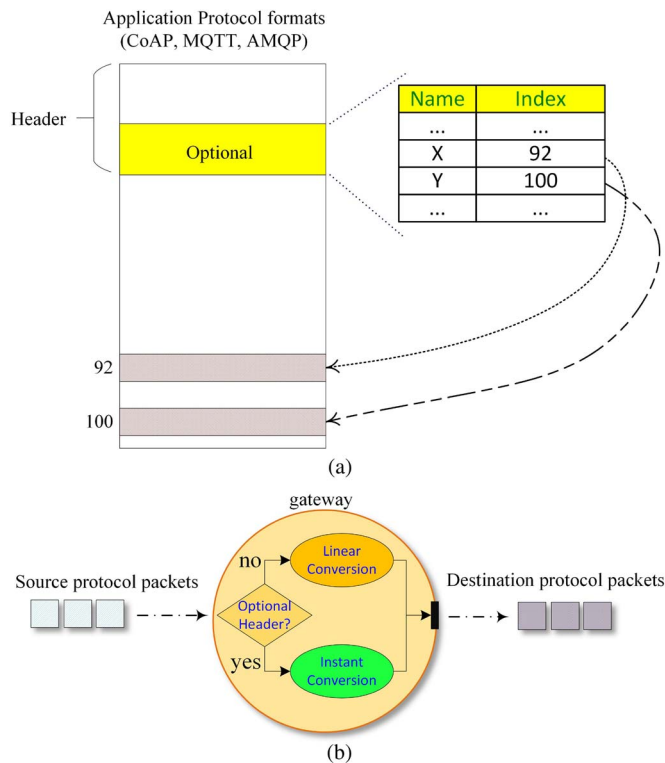 Application Protocol formats
(CoAP, MQTT, AMQP)
Header
Optional
Name Index
... ...
X 92
Y 100
... ...
92
100
(a)
gateway
Source protocol packets
no
Linear
Conversion
Optional
Header?
yes
Instant
Conversion
Destination protocol packets
(b)